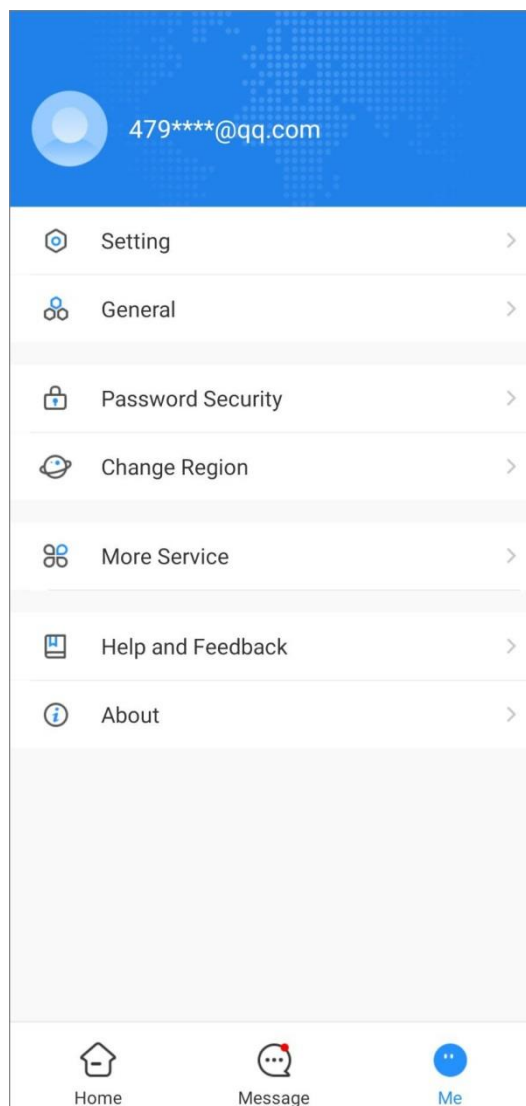 479****@qq.com
Setting
General
Password Security
Change Region
More Service
Help and Feedback
About
Home
Message
Me